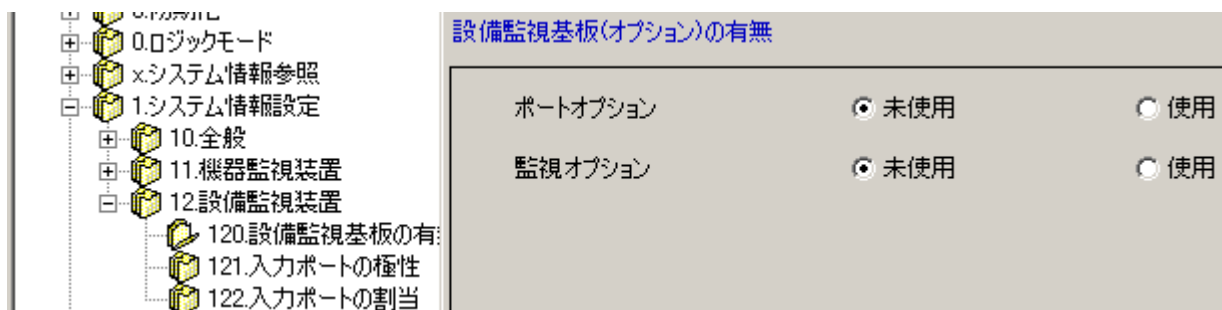 0.ロジックモード
x.システム情報参照
1.システム情報設定
10.全般
11.機器監視装置
12.設備監視装置
120.設備監視基板の有
121.入力ポートの極性
122.入力ポートの割当
設備監視基板(オプション)の有無
ポートオプション 未使用 使用
監視オプション 未使用 使用